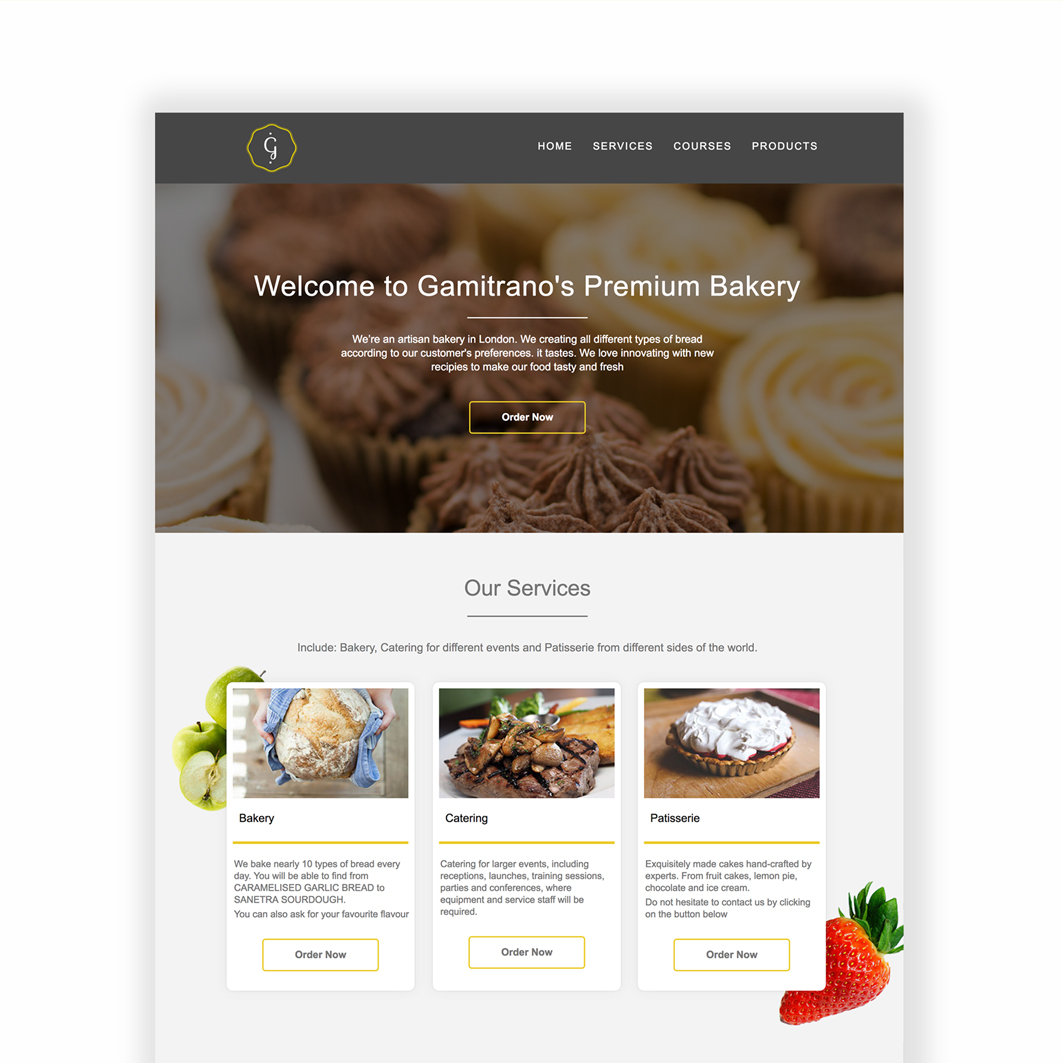 G
HOME SERVICES COURSES PRODUCTS
Welcome to Gamitrano's Premium Bakery
We're an artisan bakery in London. We creating all different types of bread
according to our customer's preferences. it tastes. We love innovating with new
recipies to make our food tasty and fresh
Order Now
Our Services
Include: Bakery, Catering for different events and Patisserie from different sides of the world.
Bakery
We bake nearly 10 types of bread every
day. You will be able to find from
CARAMELISED GARLIC BREAD to
SANETRA SOURDOUGH.
You can also ask for your favourite flavour
Order Now
Catering
Catering for larger events, including
receptions, launches, training sessions,
parties and conferences, where
equipment and service staff will be
required.
Order Now
Patisserie
Exquisitely made cakes hand-crafted by
experts. From fruit cakes, lemon pie,
chocolate and ice cream.
Do not hesitate to contact us by clicking
on the button below
Order Now